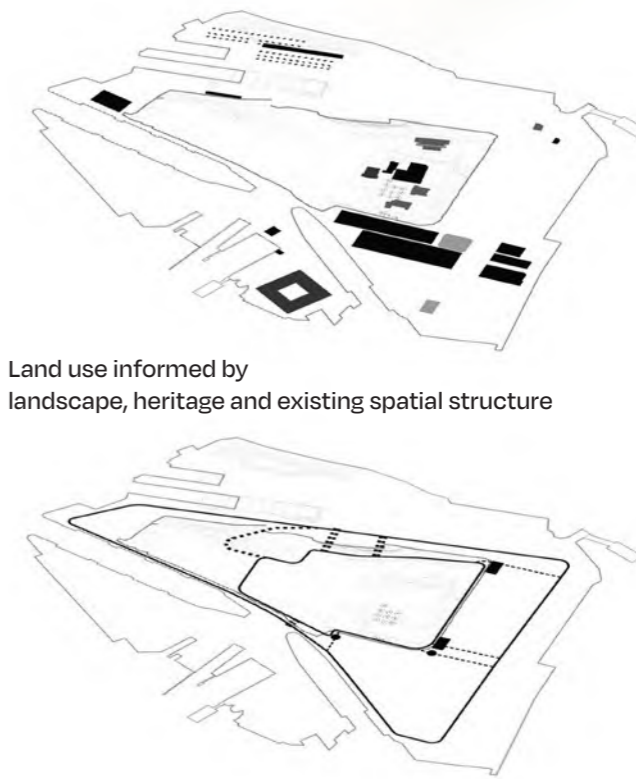 Land use informed by
landscape, heritage and existing spatial structure